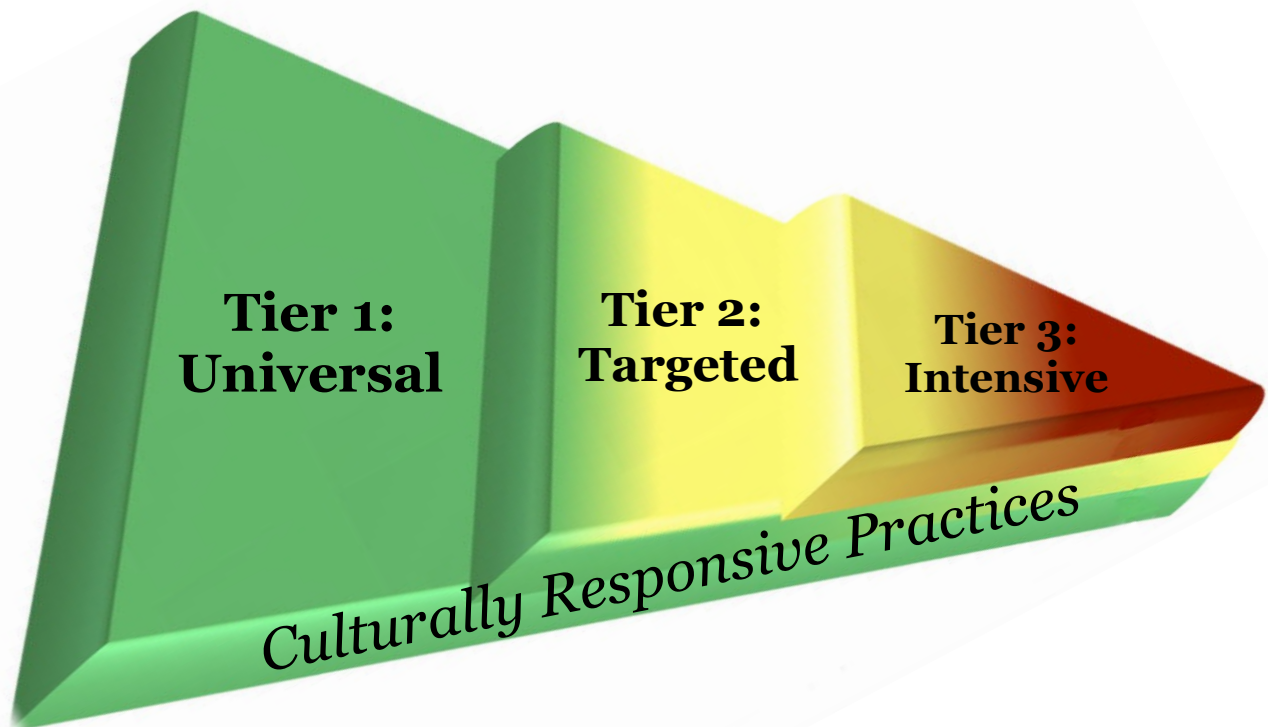 Tier 1:
Universal
Tier 2:
Targeted
Tier 3:
Intensive
Culturally Responsive Practices